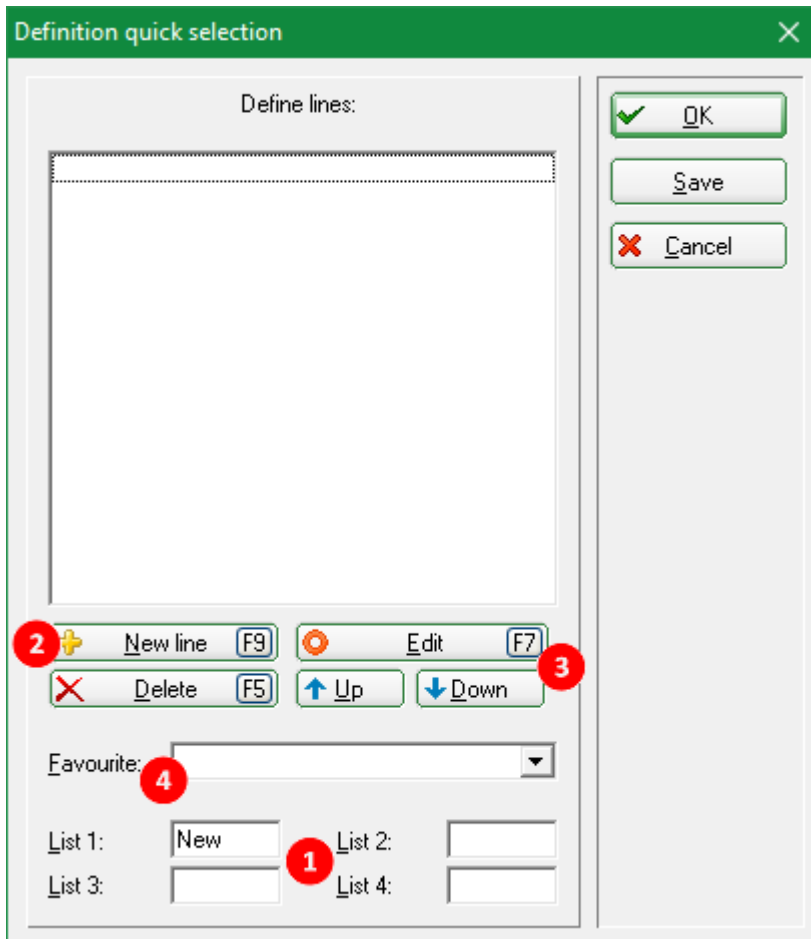 Definition quick selection
Define lines:
OK
Save
Cancel
2 New line F9 Edit F7
3
Delete F5 Up Down
Favourite:
4
List 1: New 1 List 2:
List 3: List 4: